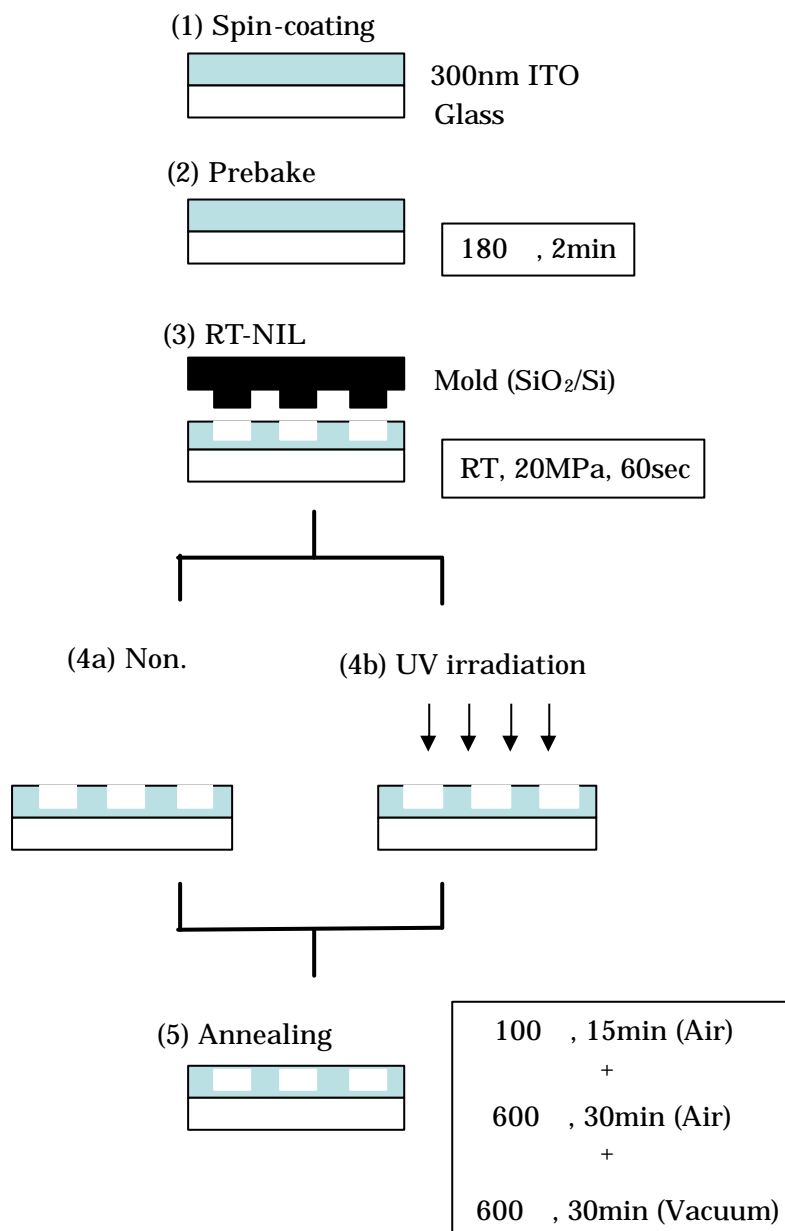 (1) Spin-coating
300nm ITO
Glass
(2) Prebake
180 , 2min
(3) RT-NIL
Mold (SiO₂/Si)
RT, 20MPa, 60sec
(4a) Non.
(4b) UV irradiation
(5) Annealing
100 , 15min (Air)
+
600 , 30min (Air)
+
600 , 30min (Vacuum)